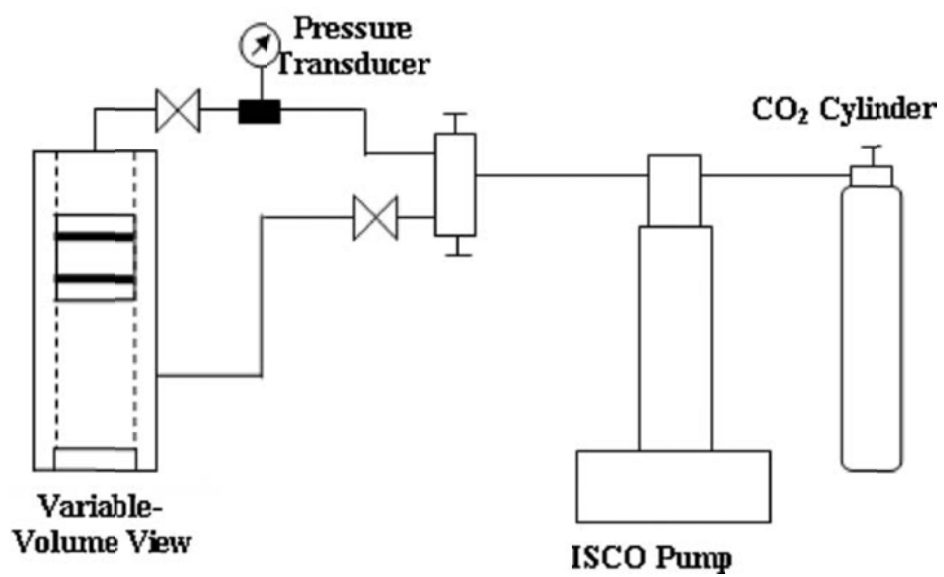 Pressure
Transducer
CO₂ Cylinder
Variable-
Volume View
ISCO Pump